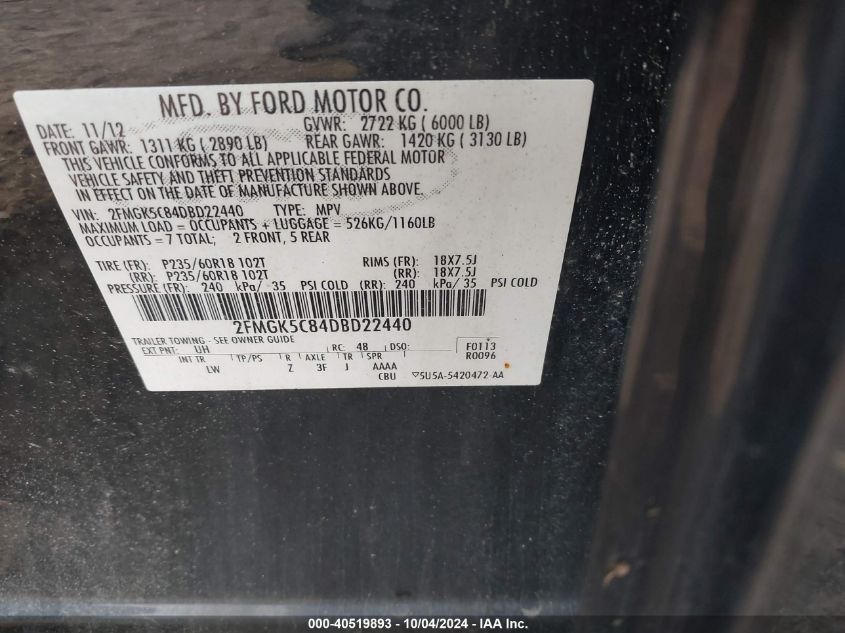 MFD. BY FORD MOTOR CO.
DATE: 11/12 GVWR: 2722 KG ( 6000 LB)
FRONT GAWR: 1311 KG ( 2890 LB) REAR GAWR: 1420 KG ( 3130 LB)
THIS VEHICLE CONFORMS TO ALL APPLICABLE FEDERAL MOTOR
VEHICLE SAFETY AND THEFT PREVENTION STANDARDS
IN EFFECT ON THE DATE OF MANUFACTURE SHOWN ABOVE.
VIN: 2FMGK5C84DBD22440 TYPE: MPV
MAXIMUM LOAD = OCCUPANTS + LUGGAGE = 526KG/1160LB
OCCUPANTS = 7 TOTAL; 2 FRONT, 5 REAR
TIRE (FR): P235/60R18 102T RIMS (FR): 18X7.5J
(RR): P235/60R18 102T (RR): 18X7.5J
PRESSURE (FR): 240 kPa/ 35 PSI COLD (RR): 240 kPa/ 35 PSI COLD
2FMGK5C84DBD22440
TRAILER TOWING - SEE OWNER GUIDE
EXT PNT: UH RC: 48 DSO: F0113
R0096
INT TR TP/PS R AXLE TR SPR
LW Z 3F J AAAA
CBU ▽5U5A-5420472-AA
000-40519893 - 10/04/2024 - IAA Inc.